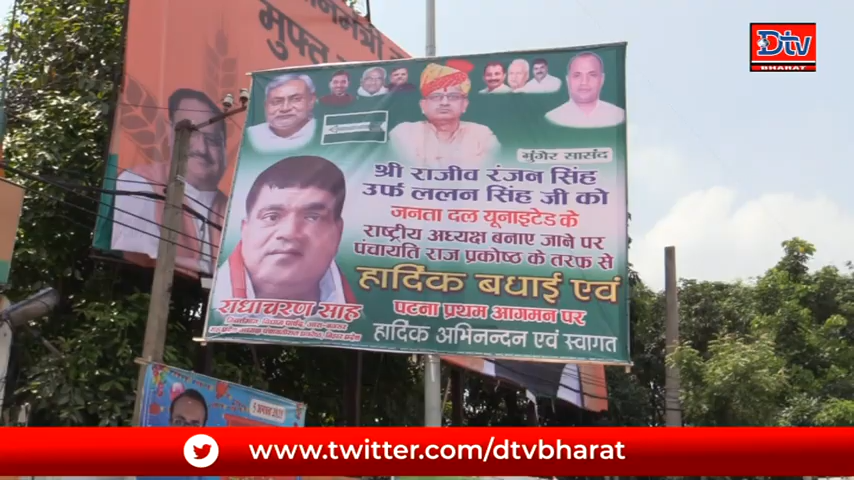 Dtv
BHARAT
मुफ्त
मुंगेर सासंद
श्री राजीव रंजन सिंह
उर्फ ललन सिंह जी को
जनता दल यूनाइटेड के
राष्ट्रीय अध्यक्ष बनाए जाने पर
पंचायति राज प्रकोष्ठ के तरफ से
हार्दिक बधाई एवं
राधाचरण साह
पटना प्रथम आगमन पर
हार्दिक अभिनन्दन एवं स्वागत
www.twitter.com/dtvbharat